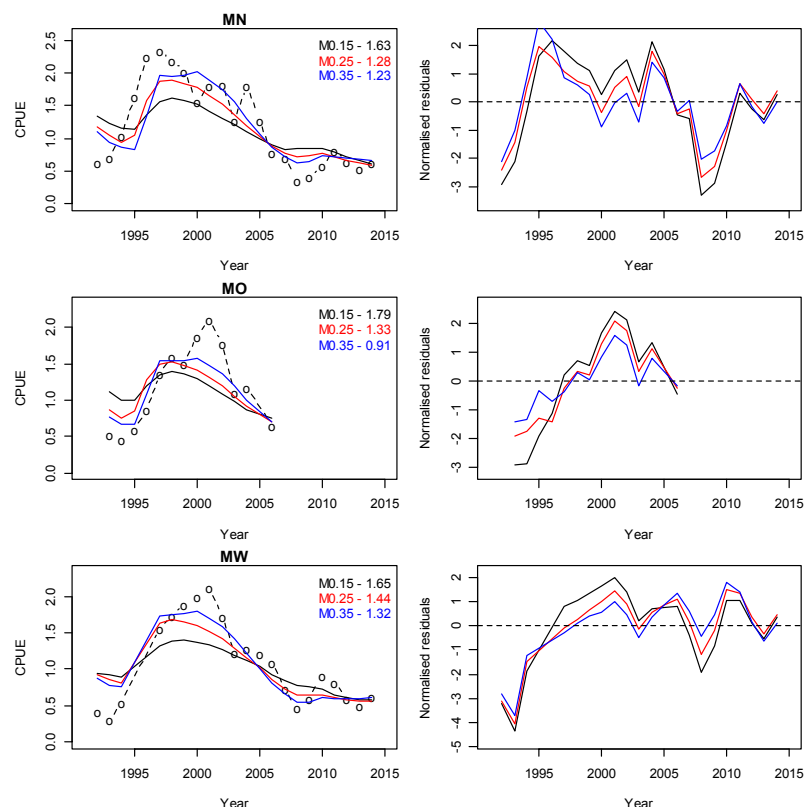 MN
CPUE
0.0 0.5 1.0 1.5 2.0 2.5
M0.15 - 1.63
M0.25 - 1.28
M0.35 - 1.23
1995 2000 2005 2010 2015
Year
Normalised residuals
-3 -2 -1 0 1 2
1995 2000 2005 2010 2015
Year
MO
CPUE
0.0 0.5 1.0 1.5 2.0
M0.15 - 1.79
M0.25 - 1.33
M0.35 - 0.91
1995 2000 2005 2010 2015
Year
Normalised residuals
-3 -2 -1 0 1 2
1995 2000 2005 2010 2015
Year
MW
CPUE
0.0 0.5 1.0 1.5 2.0
M0.15 - 1.65
M0.25 - 1.44
M0.35 - 1.32
1995 2000 2005 2010 2015
Year
Normalised residuals
-5 -4 -3 -2 -1 0 1 2
1995 2000 2005 2010 2015
Year